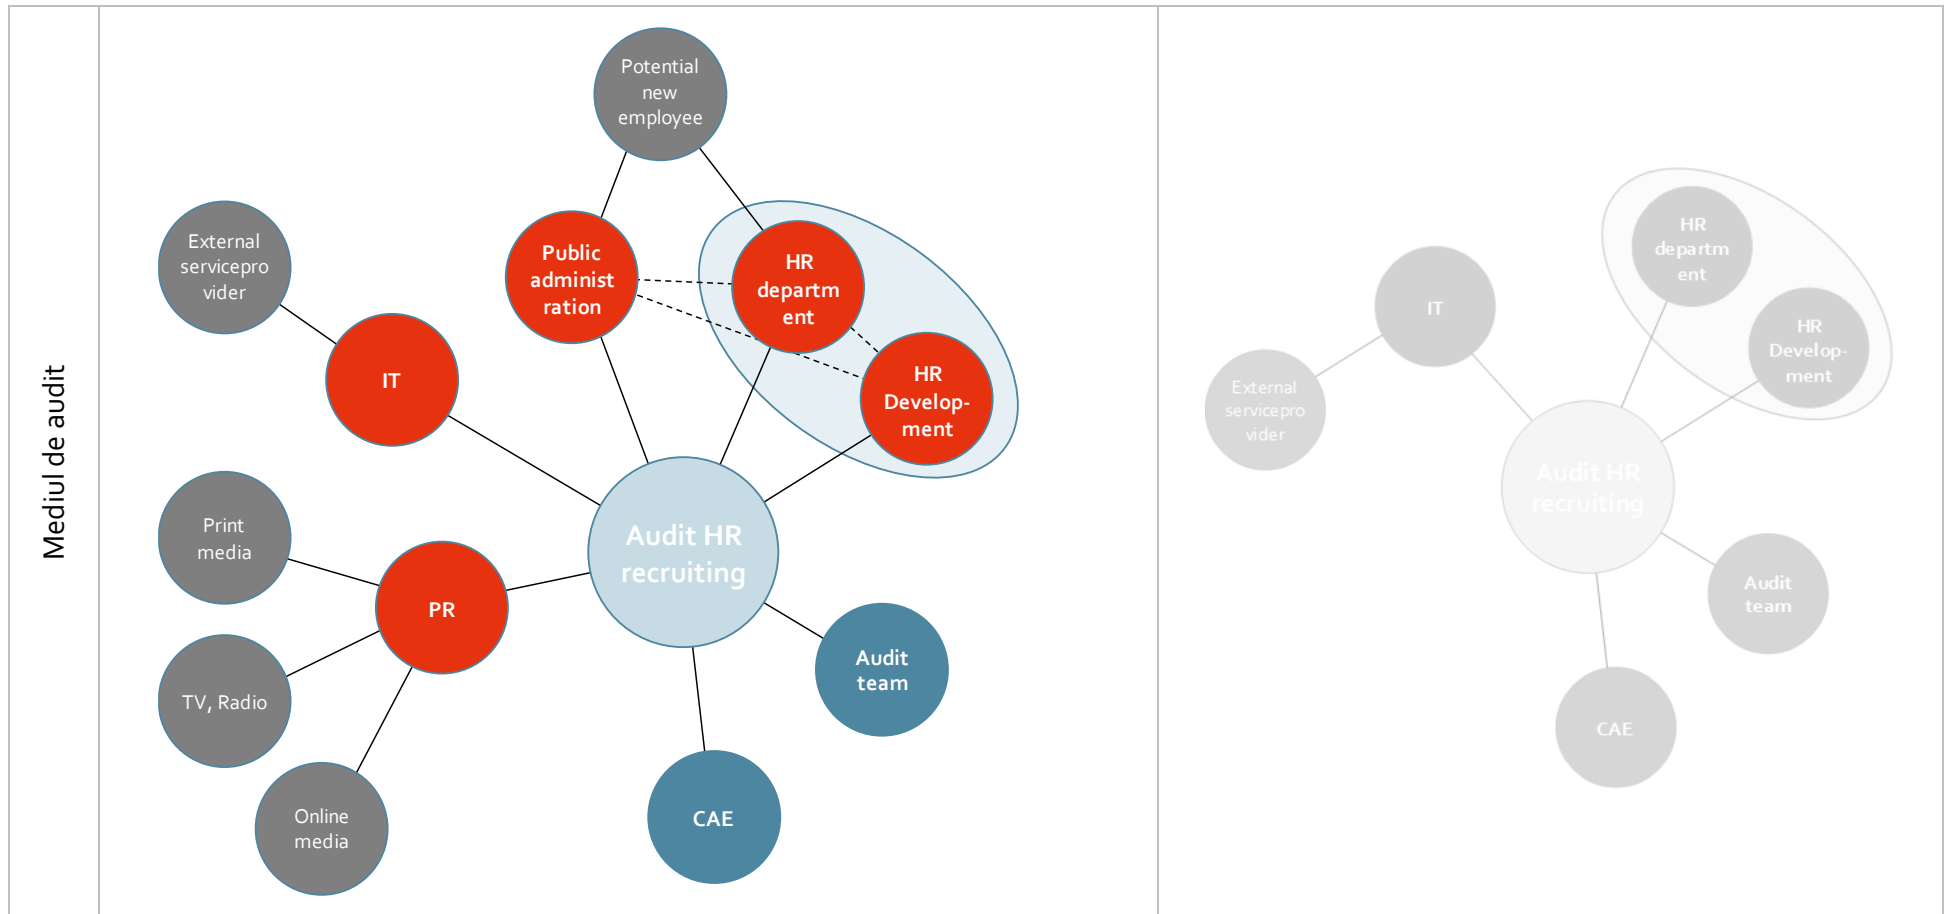 Mediul de audit
Potential
new
employee
External
servicepro
vider
Public
administ
ration
HR
departm
ent
IT
HR
Develop-
ment
Print
media
Audit HR
recruiting
PR
TV, Radio
Audit
team
Online
media
CAE
HR
departm
ent
IT
HR
Develop-
ment
External
servicepro
vider
Audit HR
recruiting
Audit
team
CAE